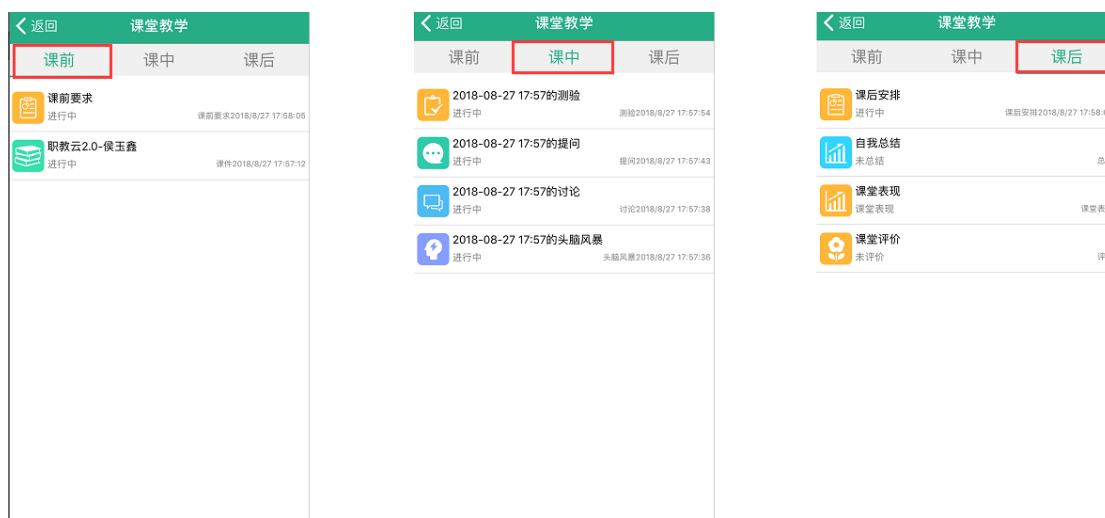 返回
课堂教学
课前
课中
课后
课前要求
进行中
课前要求2018/8/27 17:58:05
职教云2.0-侯玉鑫
进行中
课件2018/8/27 17:57:12
返回
课堂教学
课前
课中
课后
2018-08-27 17:57的测验
进行中
测验2018/8/27 17:57:54
2018-08-27 17:57的提问
进行中
提问2018/8/27 17:57:43
2018-08-27 17:57的讨论
进行中
讨论2018/8/27 17:57:38
2018-08-27 17:57的头脑风暴
进行中
头脑风暴2018/8/27 17:57:36
返回
课堂教学
课前
课中
课后
课后安排
进行中
课后安排2018/8/27 17:58:
自我总结
未总结
总
课堂表现
课堂表现
课堂表
课堂评价
未评价
评